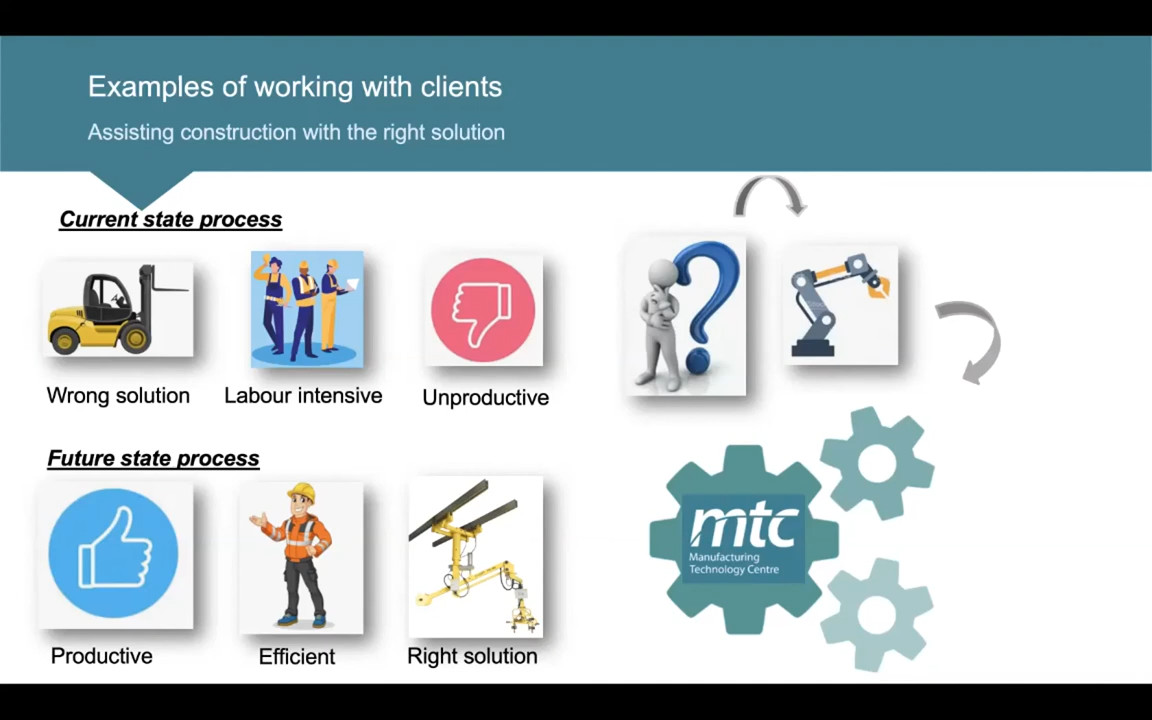 Examples of working with clients
Assisting construction with the right solution
Current state process
Wrong solution
Labour intensive
Unproductive
Future state process
Productive
Efficient
Right solution
mtc
Manufacturing
Technology Centre